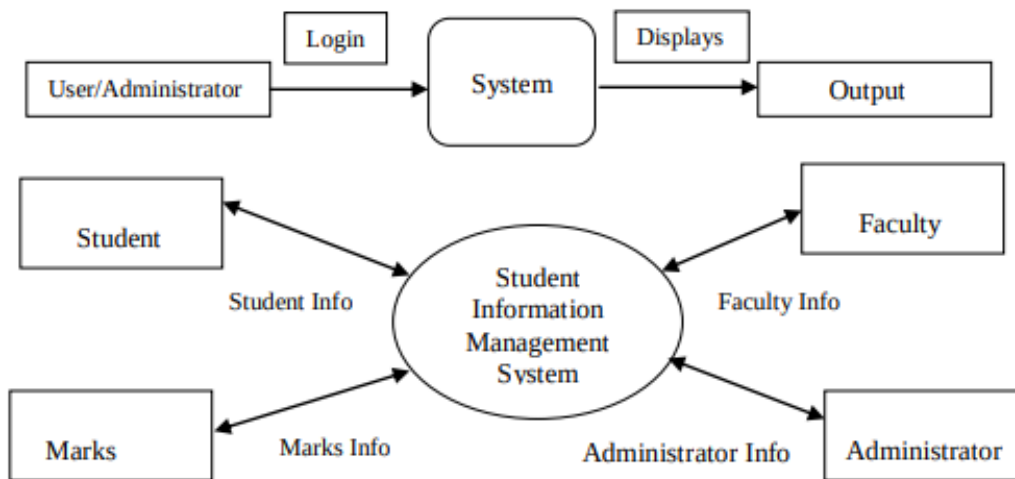 Login
Displays
User/Administrator
System
Output
Student
Faculty
Student Info
Student
Information
Management
System
Faculty Info
Marks
Marks Info
Administrator Info
Administrator